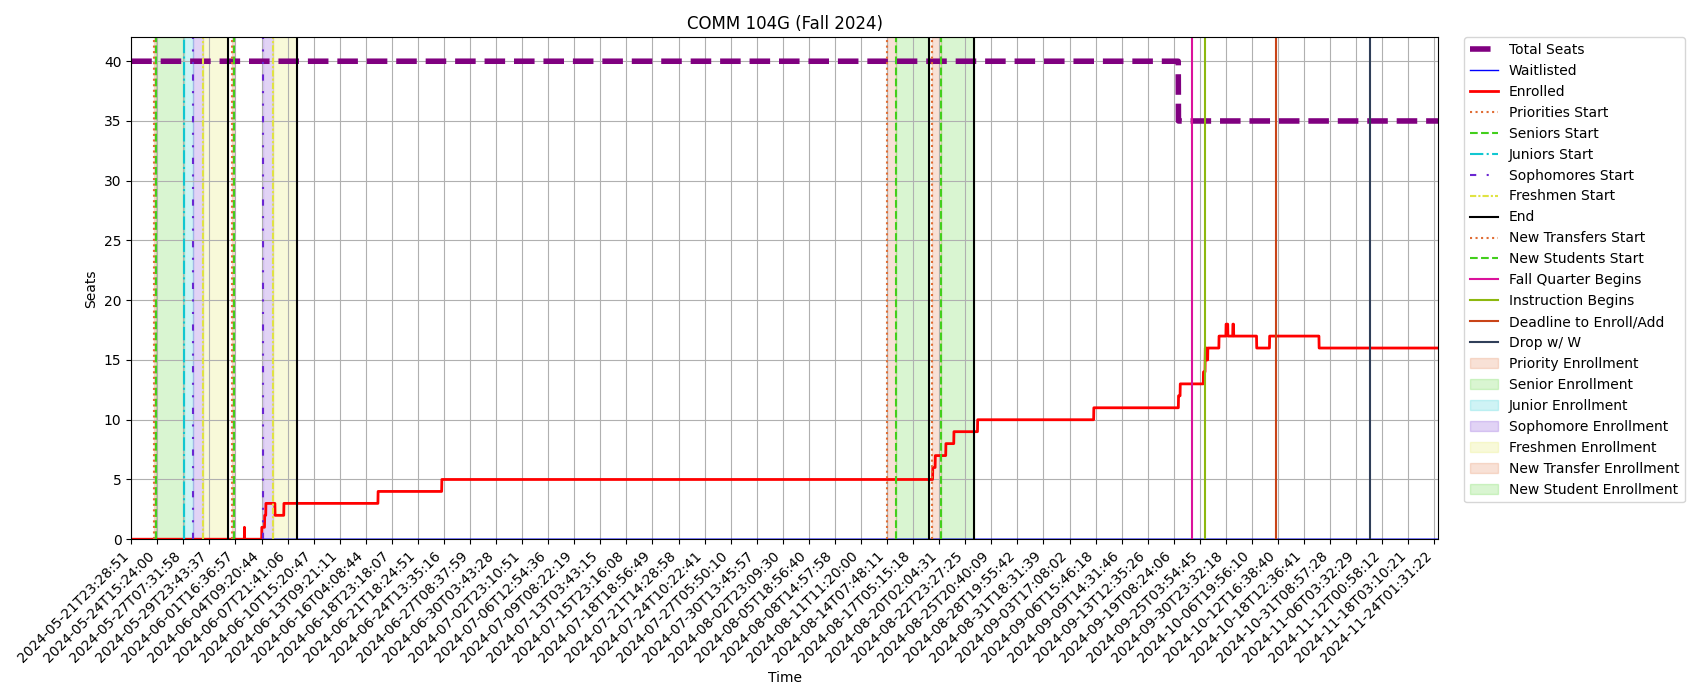 COMM 104G (Fall 2024)
Seats
40
35
30
25
20
15
10
5
0
2024-05-21T23:28:51
2024-05-24T15:24:00
2024-05-27T07:31:58
2024-05-29T23:43:37
2024-06-01T16:36:57
2024-06-04T09:20:44
2024-06-07T21:41:06
2024-06-10T15:20:47
2024-06-13T09:21:11
2024-06-16T04:08:44
2024-06-18T23:18:07
2024-06-21T18:24:51
2024-06-24T13:35:16
2024-06-27T08:37:59
2024-06-30T03:43:28
2024-07-02T23:10:51
2024-07-06T12:54:36
2024-07-09T08:22:19
2024-07-13T03:43:15
2024-07-15T23:16:08
2024-07-18T18:56:49
2024-07-21T14:28:58
2024-07-24T10:22:41
2024-07-27T05:50:10
2024-07-30T13:45:57
2024-08-02T23:09:30
2024-08-05T18:56:40
2024-08-08T14:57:58
2024-08-11T11:20:00
2024-08-14T07:48:11
2024-08-17T05:15:18
2024-08-20T02:04:31
2024-08-22T23:27:25
2024-08-25T20:40:09
2024-08-28T19:55:42
2024-08-31T18:31:39
2024-09-03T17:08:02
2024-09-06T15:46:18
2024-09-09T14:31:46
2024-09-13T12:35:26
2024-09-19T08:24:06
2024-09-25T03:54:45
2024-09-30T23:32:18
2024-10-06T19:56:10
2024-10-12T16:38:40
2024-10-18T12:36:41
2024-10-31T08:57:28
2024-11-06T03:32:29
2024-11-12T00:58:12
2024-11-18T03:10:21
2024-11-24T01:31:22
Time
Total Seats
Waitlisted
Enrolled
Priorities Start
Seniors Start
Juniors Start
Sophomores Start
Freshmen Start
End
New Transfers Start
New Students Start
Fall Quarter Begins
Instruction Begins
Deadline to Enroll/Add
Drop w/ W
Priority Enrollment
Senior Enrollment
Junior Enrollment
Sophomore Enrollment
Freshmen Enrollment
New Transfer Enrollment
New Student Enrollment